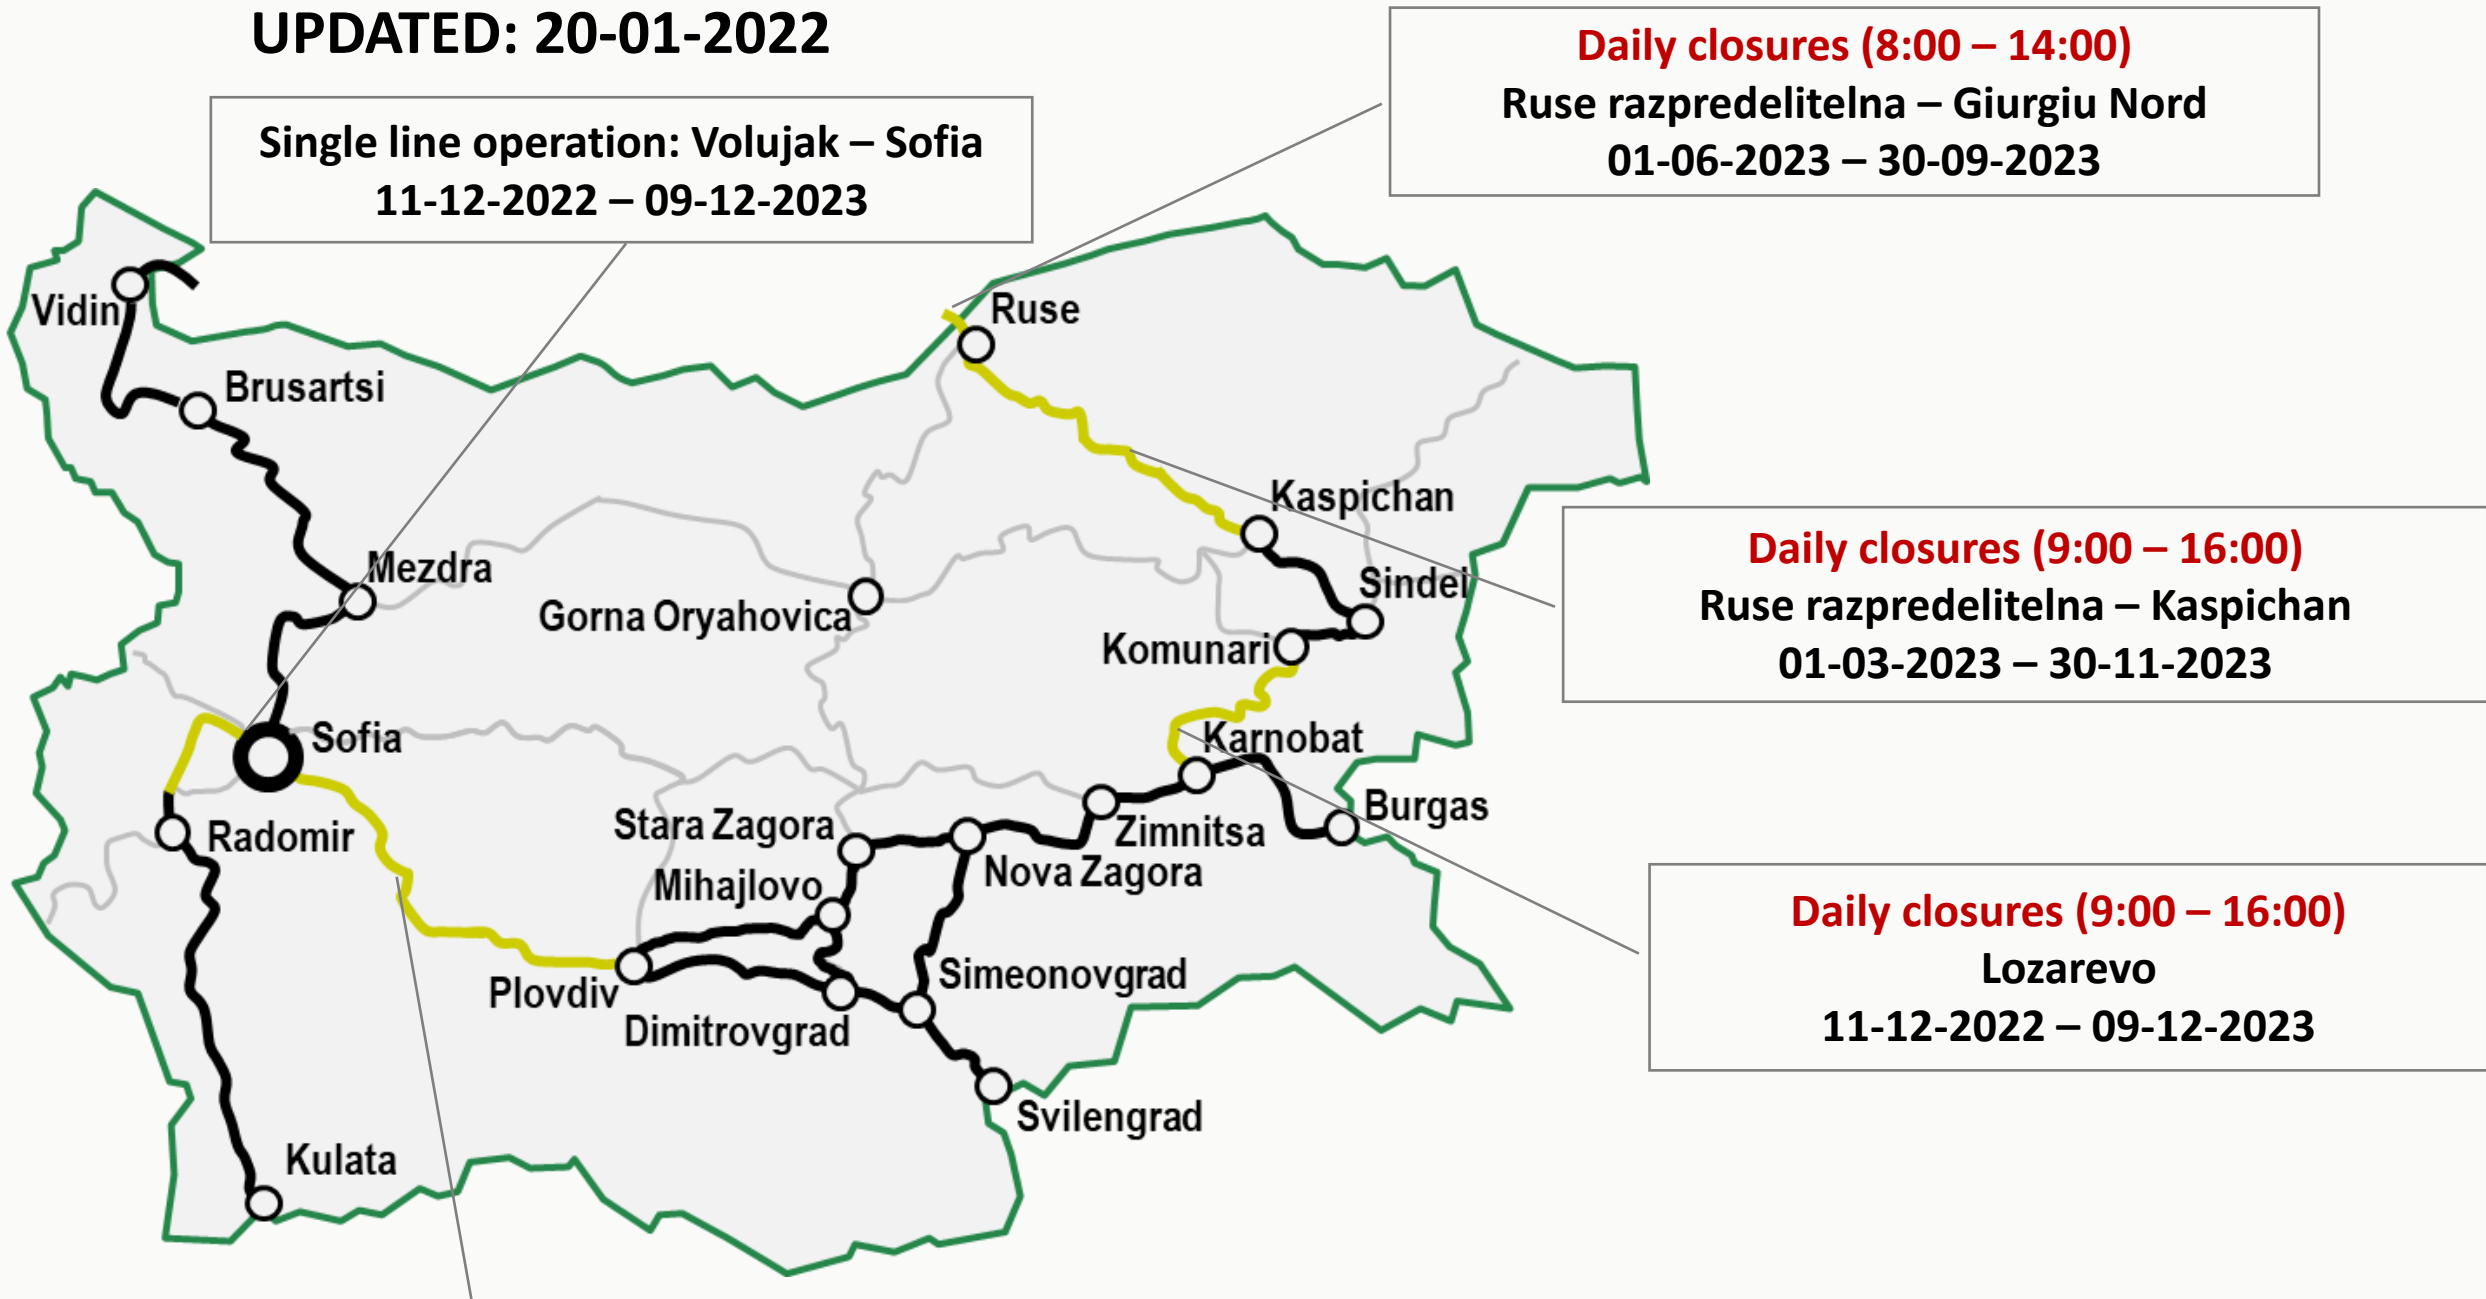 UPDATED: 20-01-2022
Daily closures (8:00 – 14:00)
Ruse razpredelitelna – Giurgiu Nord
01-06-2023 – 30-09-2023
Single line operation: Volujak – Sofia
11-12-2022 – 09-12-2023
Vidin
Ruse
Brusartsi
Kaspichan
Mezdra
Daily closures (9:00 – 16:00)
Ruse razpredelitelna – Kaspichan
01-03-2023 – 30-11-2023
Sindel
Gorna Oryahovica
Komunari
Sofia
Karnobat
Burgas
Radomir
Stara Zagora
Zimnitsa
Mihajlovo
Nova Zagora
Daily closures (9:00 – 16:00)
Lozarevo
11-12-2022 – 09-12-2023
Simeonovgrad
Plovdiv
Dimitrovgrad
Svilengrad
Kulata